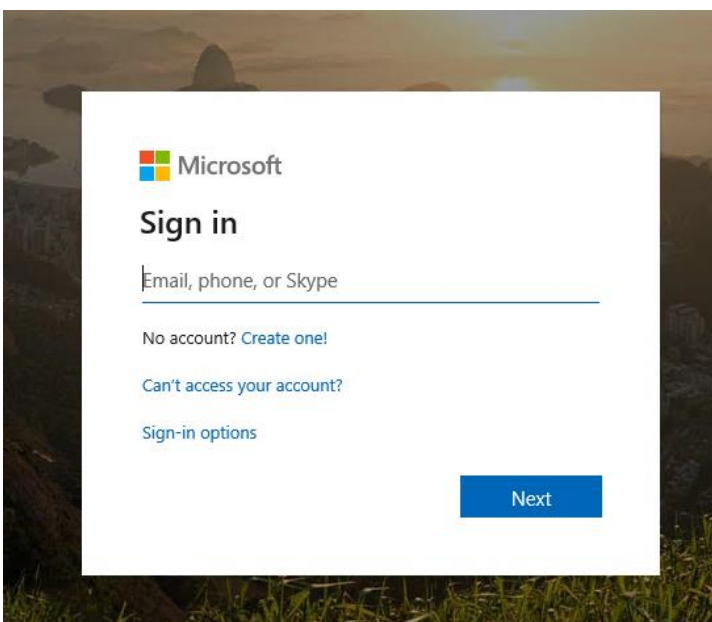 Microsoft
Sign in
Email, phone, or Skype
No account? Create one!
Can't access your account?
Sign-in options
Next